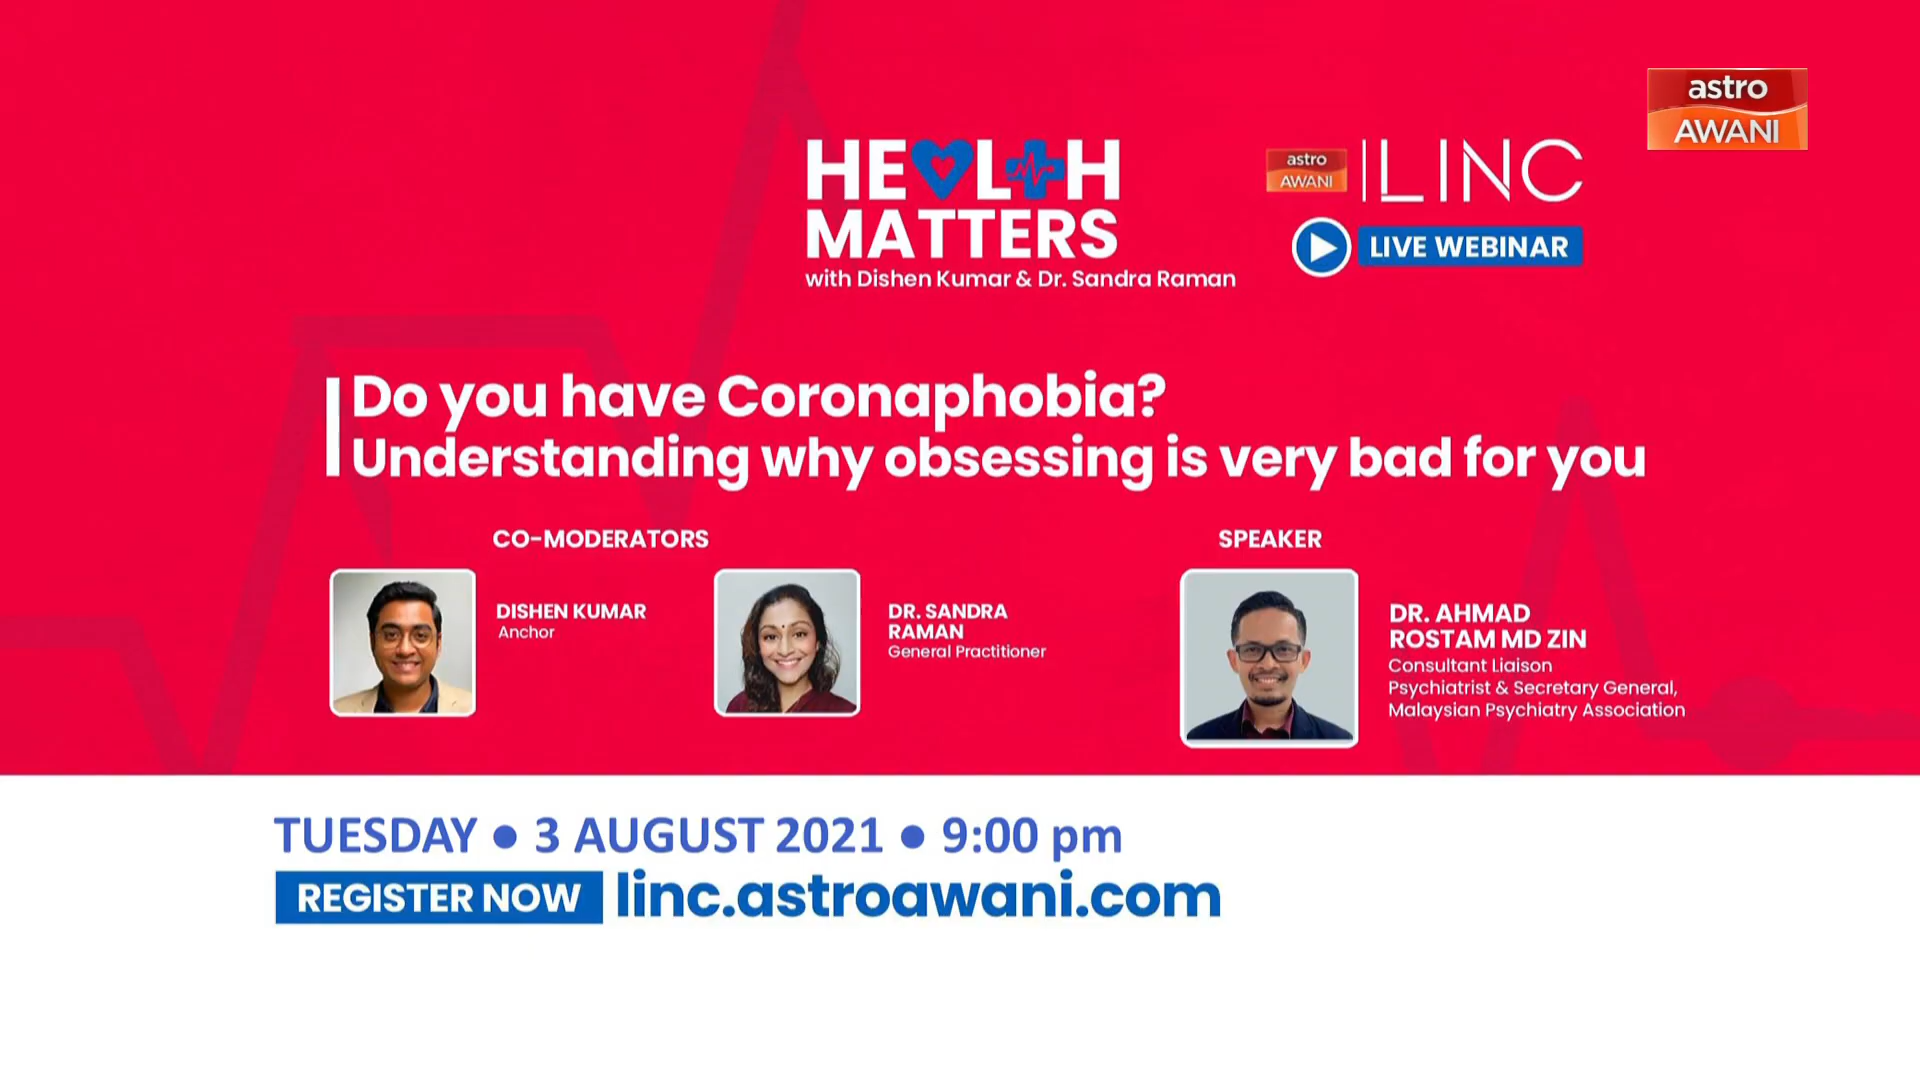 astro
AWANI
HEALTH
MATTERS
with Dishen Kumar & Dr. Sandra Raman
astro
AWANI
LINC
LIVE WEBINAR
Do you have Coronaphobia?
Understanding why obsessing is very bad for you
CO-MODERATORS
DISHEN KUMAR
Anchor
DR. SANDRA
RAMAN
General Practitioner
SPEAKER
DR. AHMAD
ROSTAM MD ZIN
Consultant Liaison
Psychiatrist & Secretary General,
Malaysian Psychiatry Association
TUESDAY ● 3 AUGUST 2021 ● 9:00 pm
REGISTER NOW linc.astroawani.com